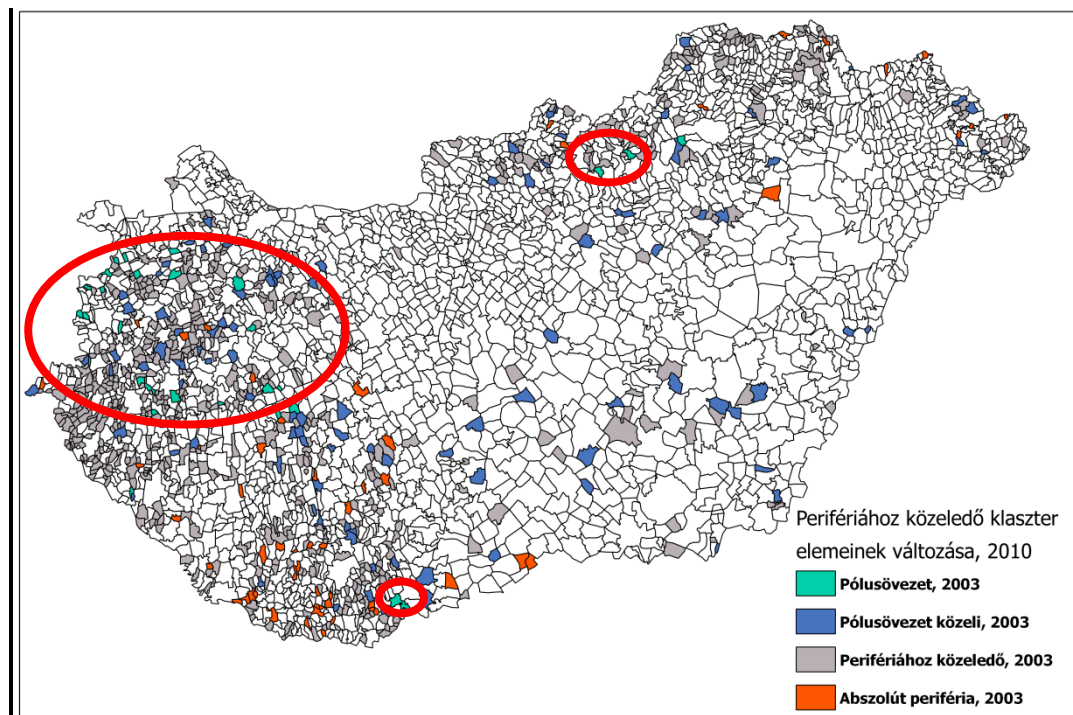 Perifériához közeledő klaszter
elemeinek változása, 2010
Pólusövezet, 2003
Pólusövezet közeli, 2003
Perifériához közeledő, 2003
Abszolút periféria, 2003